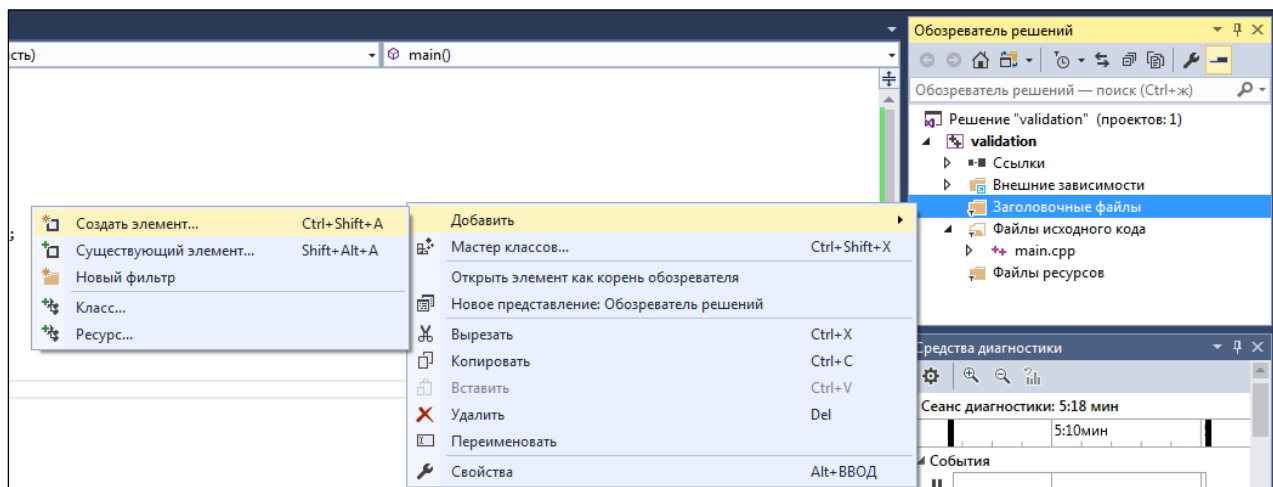 сть)
main()
Обозреватель решений
Обозреватель решений — поиск (Ctrl+ж)
Решение "validation" (проектов: 1)
validation
Ссылки
Внешние зависимости
Заголовочные файлы
Файлы исходного кода
++ main.cpp
Файлы ресурсов
;
Создать элемент... Ctrl+Shift+A
Существующий элемент... Shift+Alt+A
Новый фильтр
Класс...
Ресурс...
Добавить
Мастер классов... Ctrl+Shift+X
Открыть элемент как корень обозревателя
Новое представление: Обозреватель решений
Вырезать Ctrl+X
Копировать Ctrl+C
Вставить Ctrl+V
Удалить Del
Переименовать
Свойства Alt+ВВОД
Средства диагностики
Сеанс диагностики: 5:18 мин
5:10мин
События